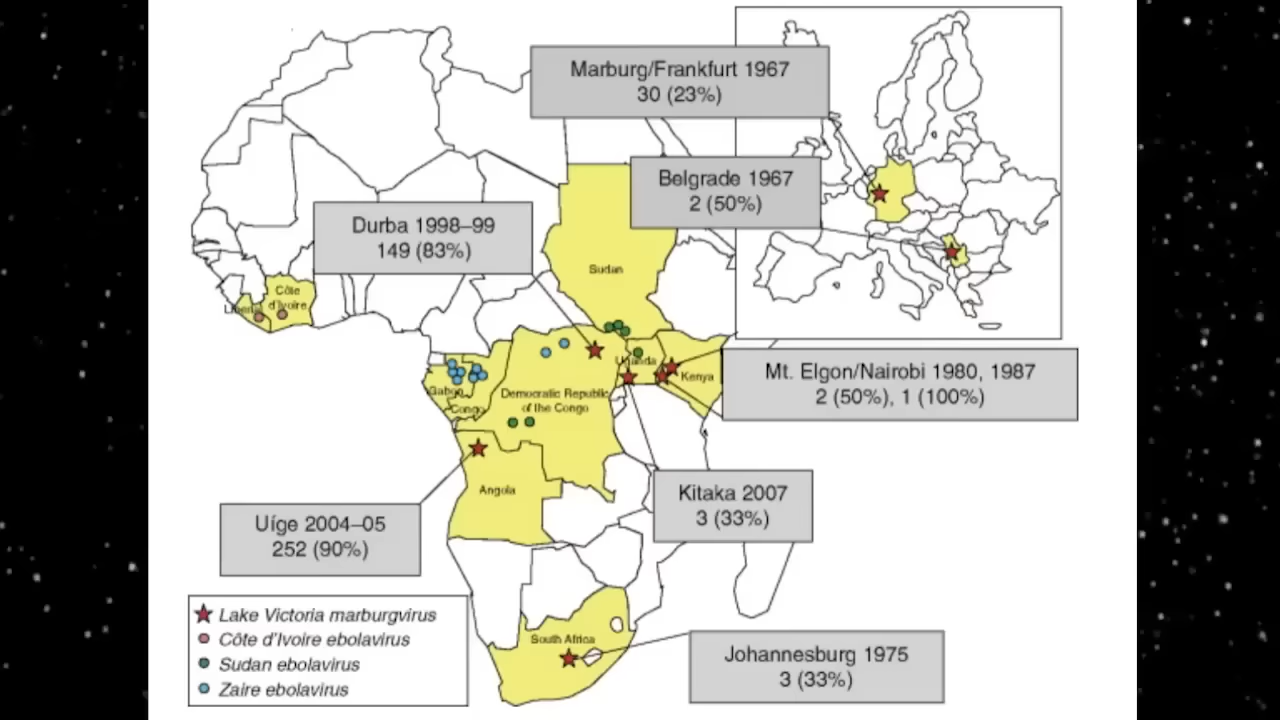 Marburg/Frankfurt 1967
30 (23%)
Belgrade 1967
2 (50%)
Durba 1998–99
149 (83%)
Sudan
Côte
d'Ivoire
Liberia
Uganda
Kenya
Mt. Elgon/Nairobi 1980, 1987
2 (50%), 1 (100%)
Gabon
Congo
Democratic Republic
of the Congo
Angola
Kitaka 2007
3 (33%)
Uíge 2004–05
252 (90%)
South Africa
Johannesburg 1975
3 (33%)
Lake Victoria marburgvirus
Côte d'Ivoire ebolavirus
Sudan ebolavirus
Zaire ebolavirus